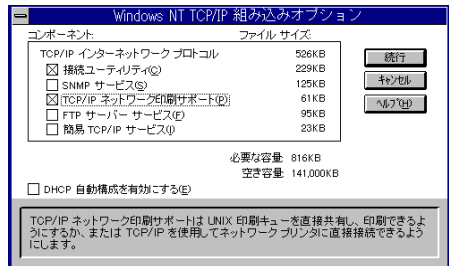 Windows NT TCP/IP 組み込みオプション
コンポーネント: ファイル サイズ:
TCP/IP インターネットワーク プロトコル 526KB
接続ユーティリティ(C) 229KB
SNMP サービス(S) 125KB
TCP/IP ネットワーク印刷サポート(P) 61KB
FTP サーバー サービス(F) 95KB
簡易 TCP/IP サービス(I) 23KB
続行
キャンセル
ヘルプ(H)
必要な容量: 816KB
空き容量: 141,000KB
DHCP 自動構成を有効にする(E)
TCP/IP ネットワーク印刷サポートは UNIX 印刷キューを直接共有し、印刷できるよ
うにするか、または TCP/IP を使用してネットワーク プリンタに直接接続できるよう
にします。